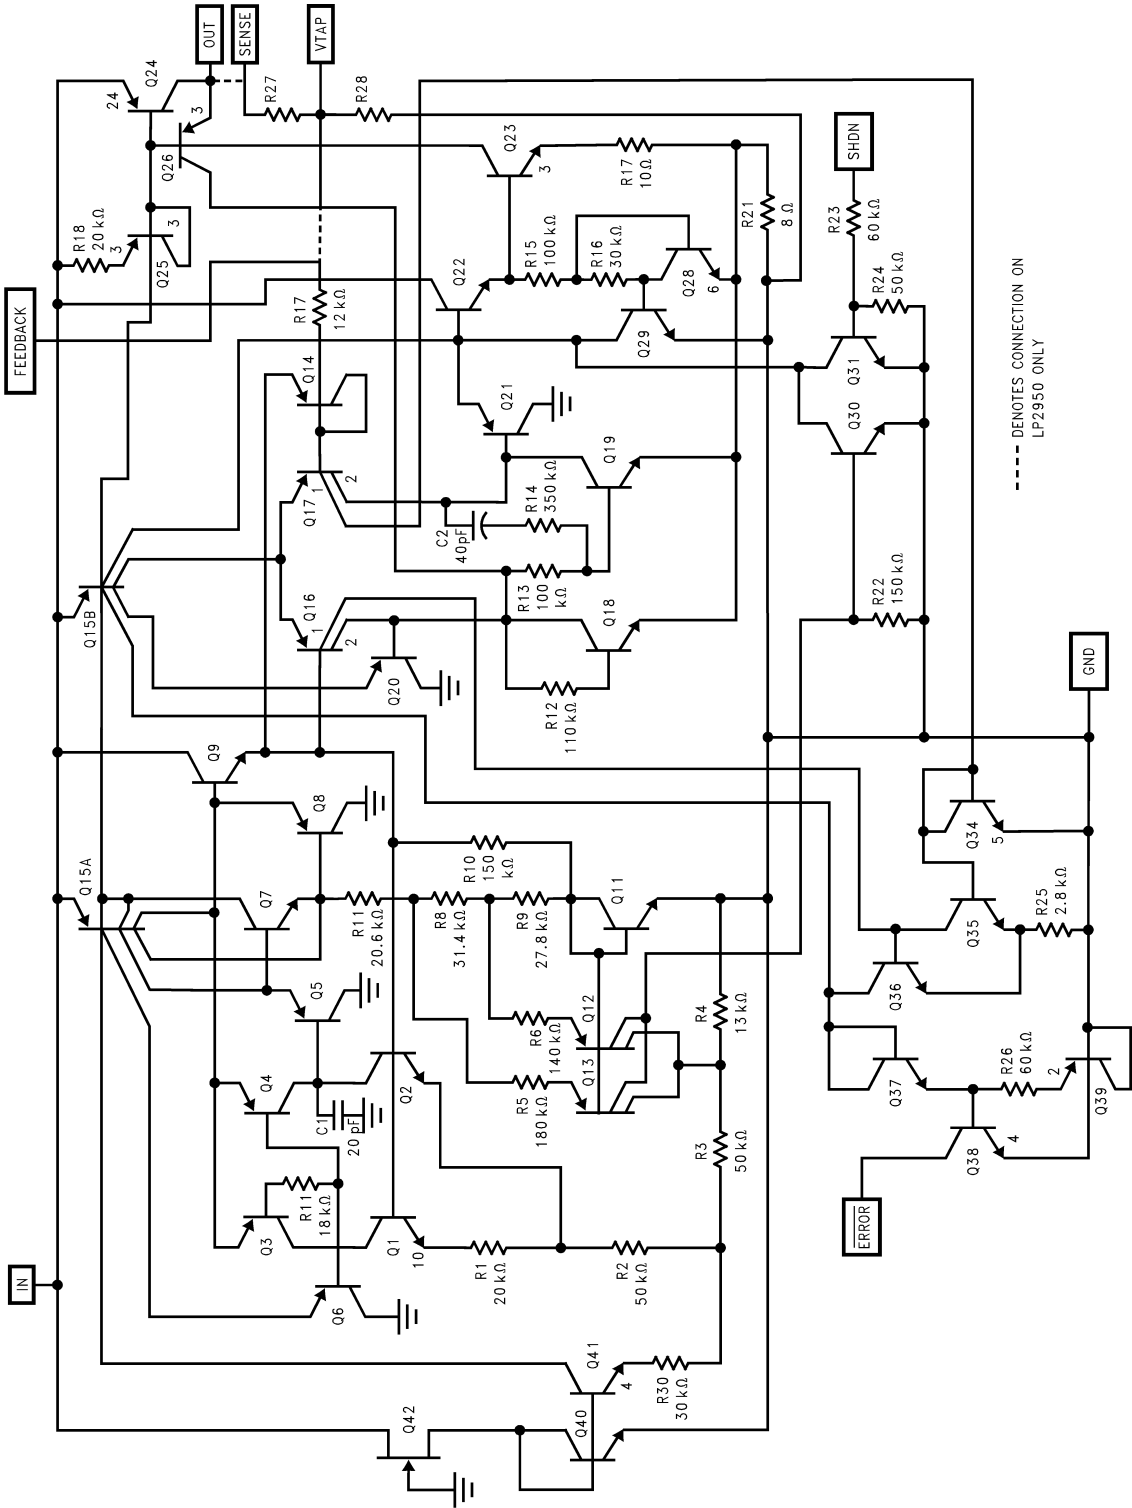 IN
FEEDBACK
Q15A
Q15B
R18
20 kΩ
3
24
Q24
Q25
3
Q26
3
OUT
Q9
SENSE
Q3
Q4
Q7
R27
R11
18 kΩ
Q5
Q8
Q16
1
2
Q17
1
2
Q14
R17
12 kΩ
VTAP
C1
20 pF
Q6
R11
20.6 kΩ
R28
Q1
10
Q20
Q2
Q42
R8
31.4 kΩ
C2
40pF
Q22
R10
150
kΩ
R1
20 kΩ
Q21
Q23
3
R5
180 kΩ
R9
27.8 kΩ
R13
100
kΩ
R14
350 kΩ
R15
100 kΩ
R6
140 kΩ
R12
110 kΩ
Q40
Q13
Q12
Q41
4
R16
30 kΩ
Q18
Q19
Q11
R2
50 kΩ
R17
10Ω
Q29
R30
30 kΩ
Q28
6
R3
50 kΩ
R4
13 kΩ
R21
8 Ω
R23
60 kΩ
SHDN
Q30
Q31
ERROR
R22
150 kΩ
R24
50 kΩ
Q37
Q36
Q38
4
Q35
Q34
5
R26
60 kΩ
2
R25
2.8 kΩ
DENOTES CONNECTION ON
LP2950 ONLY
GND
Q39